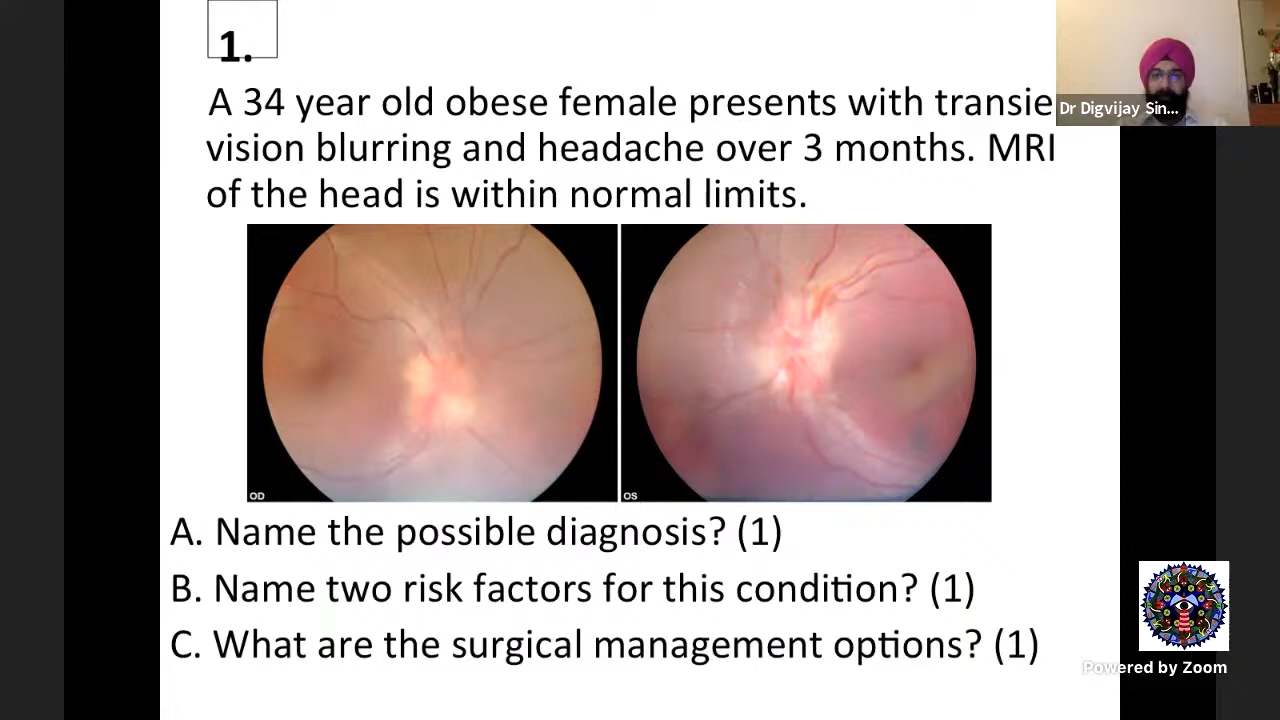 1.
A 34 year old obese female presents with transie
vision blurring and headache over 3 months. MRI
of the head is within normal limits.
Dr Digvijay Sin...
OD
OS
A. Name the possible diagnosis? (1)
B. Name two risk factors for this condition? (1)
C. What are the surgical management options? (1)
Powered by Zoom